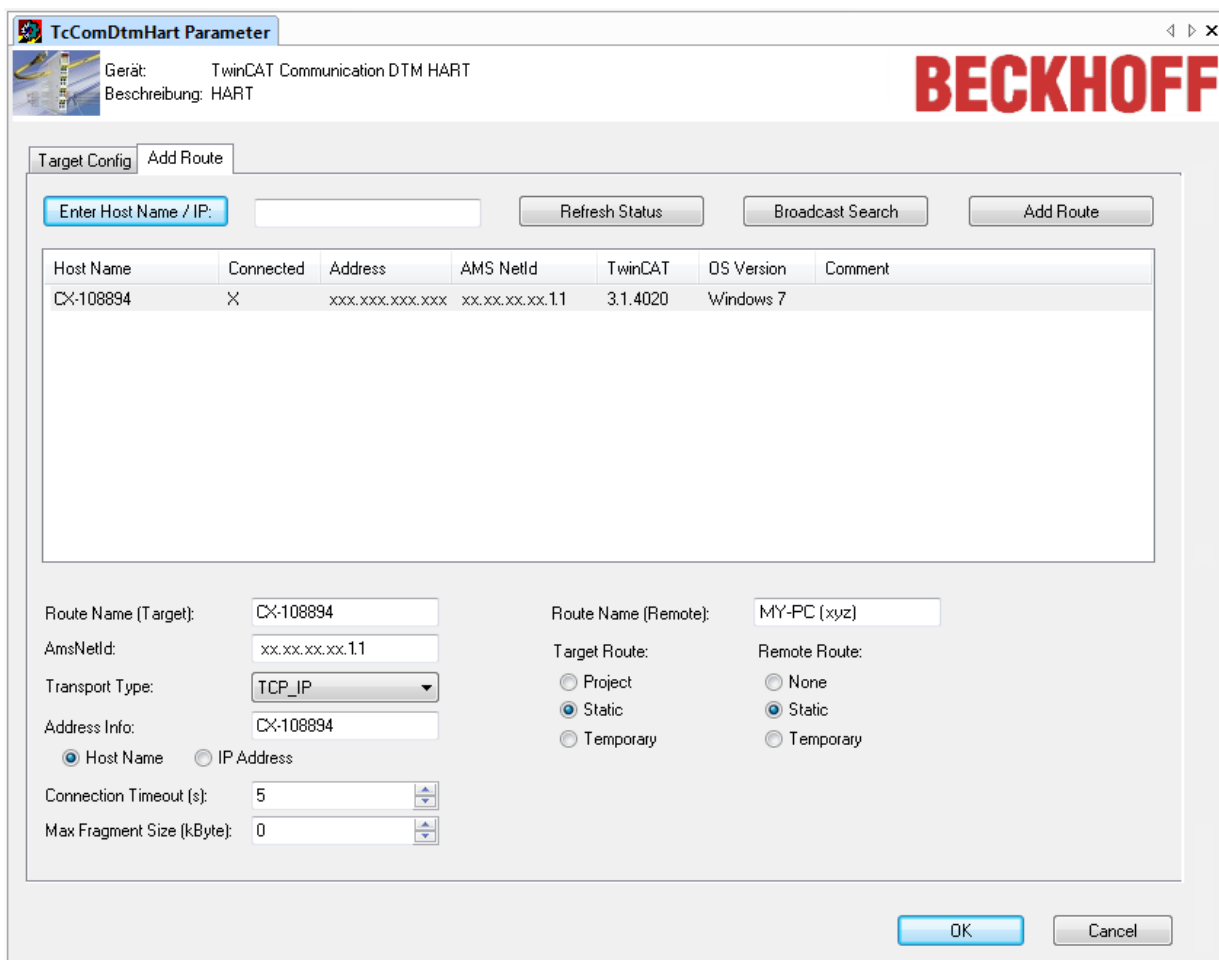 TcComDtmHart Parameter
Gerät: TwinCAT Communication DTM HART
Beschreibung: HART
BECKHOFF
Target Config Add Route
Enter Host Name / IP: Refresh Status Broadcast Search Add Route
Host Name Connected Address AMS NetId TwinCAT OS Version Comment
CX-108894 X xxx.xxx.xxx.xxx xx.xx.xx.xx.1.1 3.1.4020 Windows 7
Route Name (Target): CX-108894 Route Name (Remote): MY-PC (xyz)
AmsNetId: xx.xx.xx.xx.1.1 Target Route: Remote Route:
Transport Type: TCP_IP Project None
Address Info: CX-108894 Static Static
Host Name IP Address Temporary Temporary
Connection Timeout (s): 5
Max Fragment Size (kByte): 0
OK Cancel